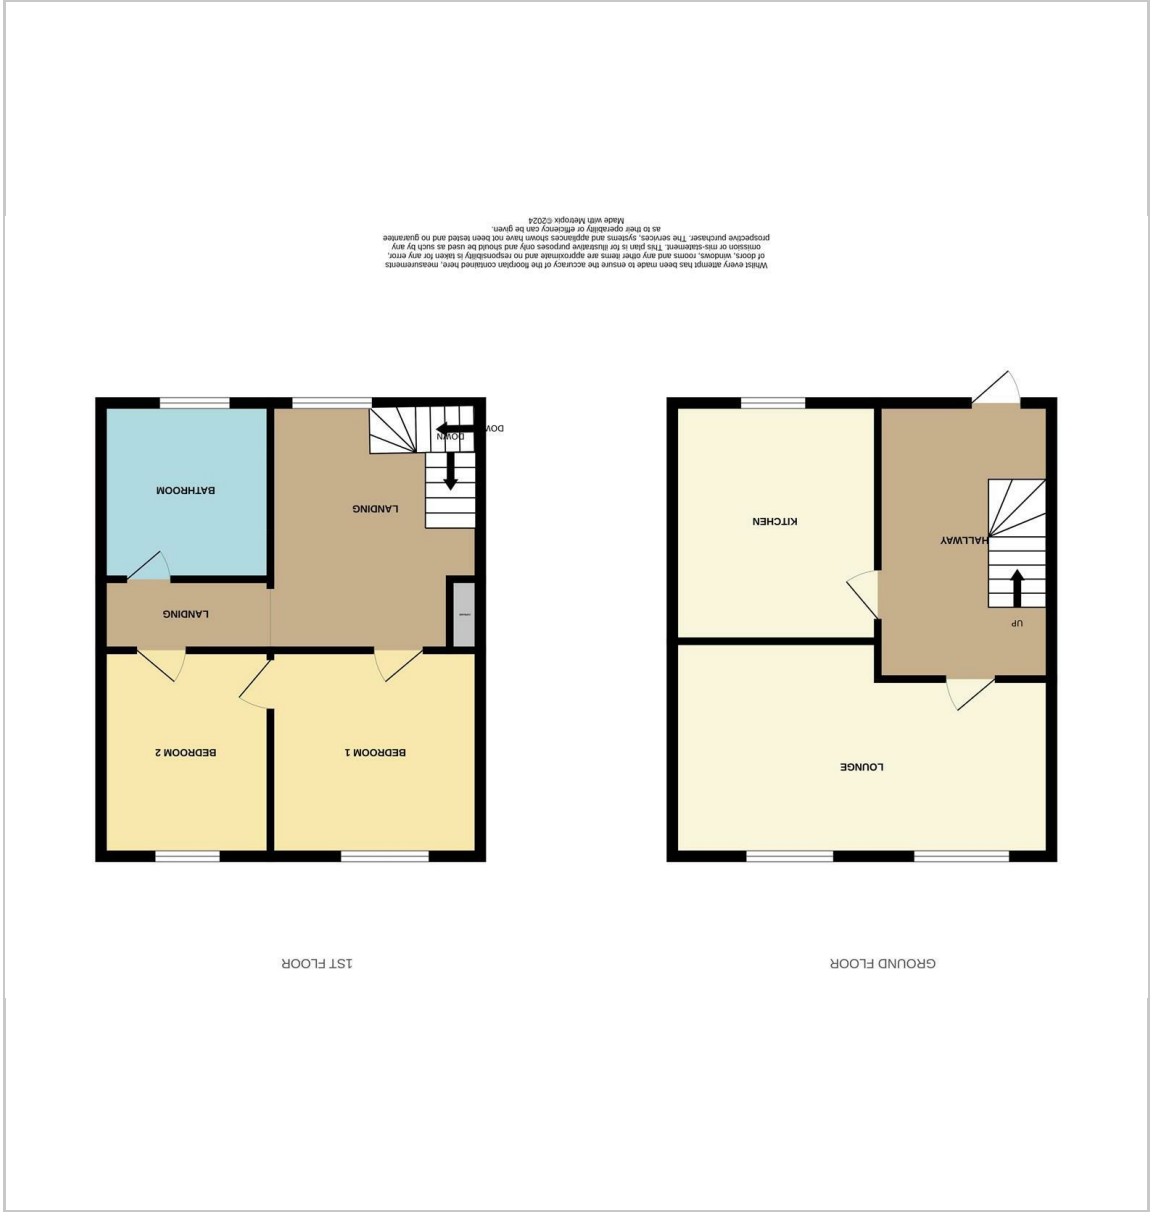 GROUND FLOOR
1ST FLOOR
LOUNGE
KITCHEN
HALLWAY
UP
BEDROOM 1
BEDROOM 2
LANDING
LANDING
BATHROOM
DOWN
DOW
Whilst every attempt has been made to ensure the accuracy of the floorplan contained here, measurements
of doors, windows, rooms and any other items are approximate and no responsibility is taken for any error,
omission or mis-statement. This plan is for illustrative purposes only and should be used as such by any
prospective purchaser. The services, systems and appliances shown have not been tested and no guarantee
as to their operability or efficiency can be given.
Made with Metropix ©2024